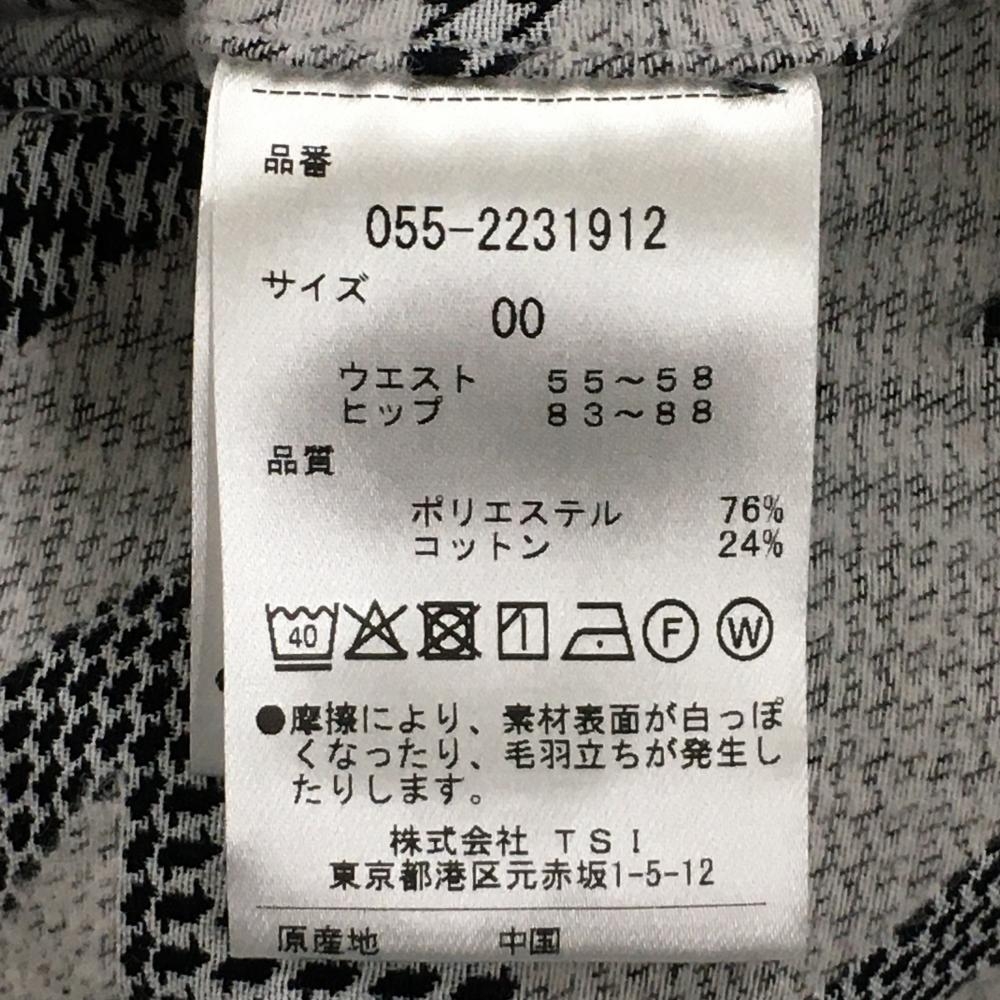 品番
055-2231912
サイズ
00
ウエスト 55～58
ヒップ 83～88
品質
ポリエステル 76%
コットン 24%
40 F W
●摩擦により、素材表面が白っぽ
くなったり、毛羽立ちが発生し
たりします。
株式会社 TSI
東京都港区元赤坂1-5-12
原産地 中国